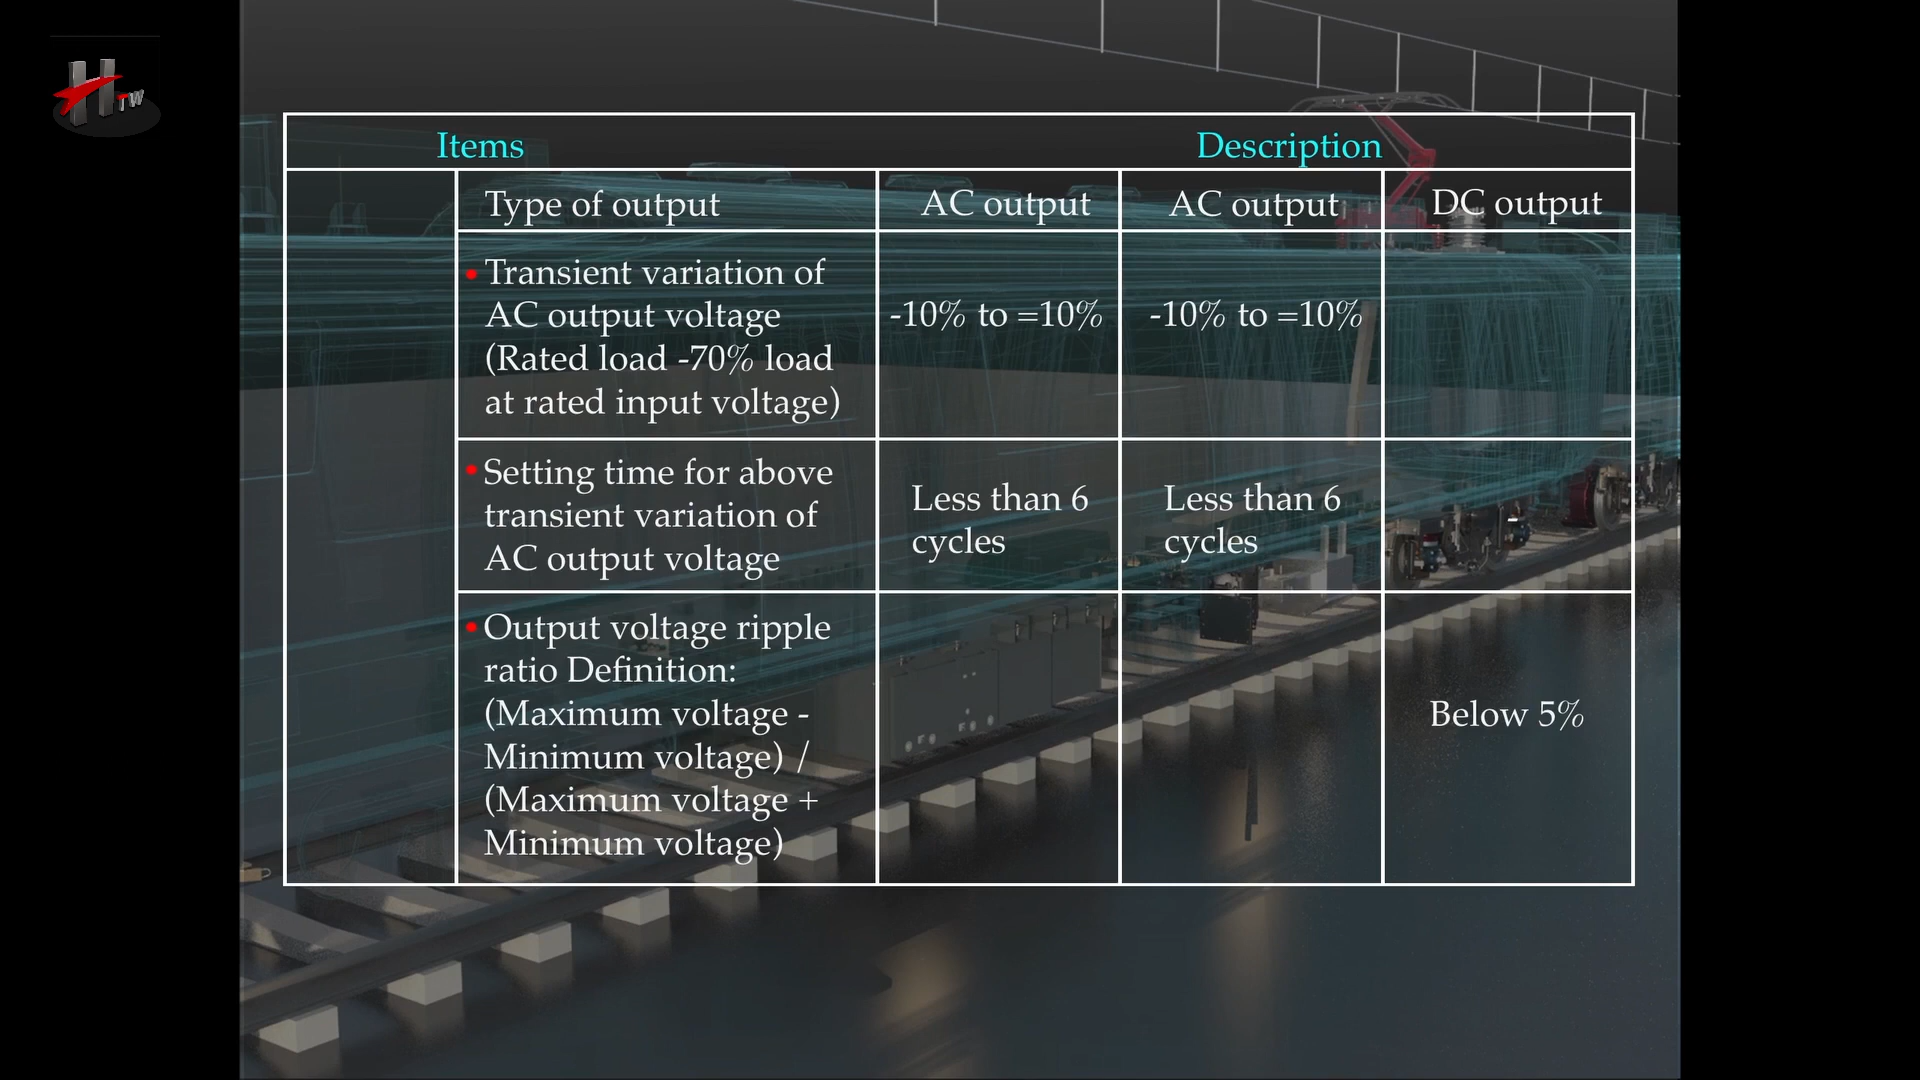 H TW
Items Description
Type of output AC output AC output DC output
Transient variation of
AC output voltage
(Rated load -70% load
at rated input voltage)
-10% to =10% -10% to =10%
Setting time for above
transient variation of
AC output voltage
Less than 6
cycles
Less than 6
cycles
Output voltage ripple
ratio Definition:
(Maximum voltage -
Minimum voltage) /
(Maximum voltage +
Minimum voltage)
Below 5%